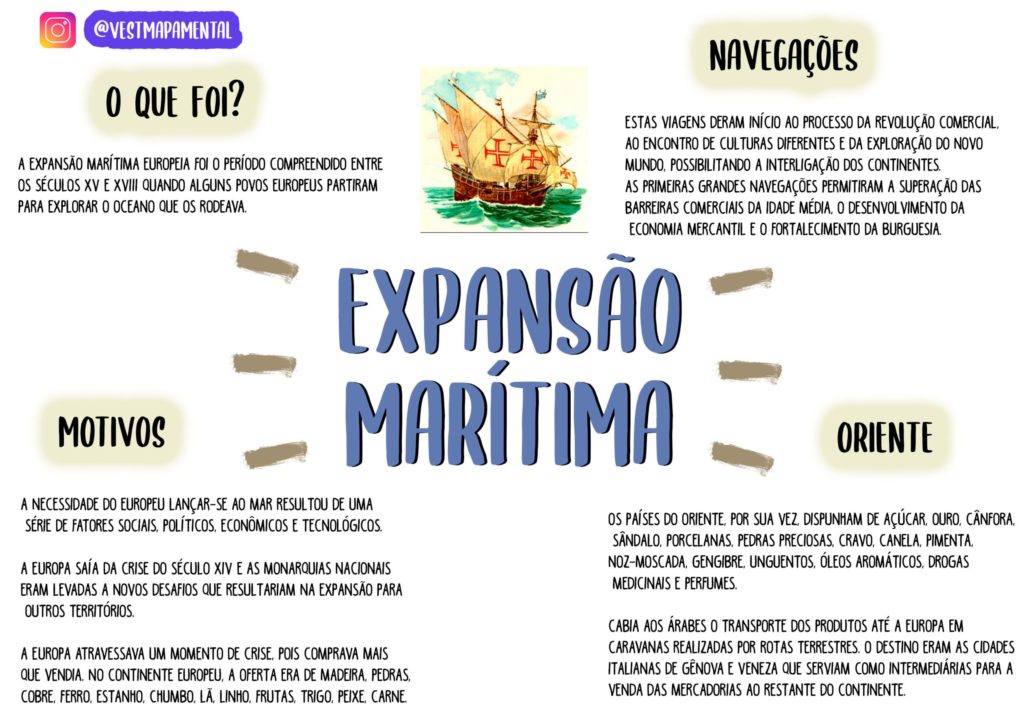 @VESTMAPAMENTAL
O QUE FOI?
A EXPANSÃO MARÍTIMA EUROPEIA FOI O PERÍODO COMPREENDIDO ENTRE
OS SÉCULOS XV E XVIII QUANDO ALGUNS POVOS EUROPEUS PARTIRAM
PARA EXPLORAR O OCEANO QUE OS RODEAVA.
NAVEGAÇÕES
ESTAS VIAGENS DERAM INÍCIO AO PROCESSO DA REVOLUÇÃO COMERCIAL,
AO ENCONTRO DE CULTURAS DIFERENTES E DA EXPLORAÇÃO DO NOVO
MUNDO, POSSIBILITANDO A INTERLIGAÇÃO DOS CONTINENTES.
AS PRIMEIRAS GRANDES NAVEGAÇÕES PERMITIRAM A SUPERAÇÃO DAS
BARREIRAS COMERCIAIS DA IDADE MÉDIA, O DESENVOLVIMENTO DA
ECONOMIA MERCANTIL E O FORTALECIMENTO DA BURGUESIA.
EXPANSÃO
MARÍTIMA
MOTIVOS
A NECESSIDADE DO EUROPEU LANÇAR-SE AO MAR RESULTOU DE UMA
SÉRIE DE FATORES SOCIAIS, POLÍTICOS, ECONÔMICOS E TECNOLÓGICOS.
A EUROPA SAÍA DA CRISE DO SÉCULO XIV E AS MONARQUIAS NACIONAIS
ERAM LEVADAS A NOVOS DESAFIOS QUE RESULTARIAM NA EXPANSÃO PARA
OUTROS TERRITÓRIOS.
A EUROPA ATRAVESSAVA UM MOMENTO DE CRISE, POIS COMPRAVA MAIS
QUE VENDIA. NO CONTINENTE EUROPEU, A OFERTA ERA DE MADEIRA, PEDRAS,
COBRE, FERRO, ESTANHO, CHUMBO, LÃ, LINHO, FRUTAS, TRIGO, PEIXE, CARNE.
ORIENTE
OS PAÍSES DO ORIENTE, POR SUA VEZ, DISPUNHAM DE AÇÚCAR, OURO, CÂNFORA,
SÂNDALO, PORCELANAS, PEDRAS PRECIOSAS, CRAVO, CANELA, PIMENTA,
NOZ-MOSCADA, GENGIBRE, UNGUENTOS, ÓLEOS AROMÁTICOS, DROGAS
MEDICINAIS E PERFUMES.
CABIA AOS ÁRABES O TRANSPORTE DOS PRODUTOS ATÉ A EUROPA EM
CARAVANAS REALIZADAS POR ROTAS TERRESTRES. O DESTINO ERAM AS CIDADES
ITALIANAS DE GÊNOVA E VENEZA QUE SERVIAM COMO INTERMEDIÁRIAS PARA A
VENDA DAS MERCADORIAS AO RESTANTE DO CONTINENTE.